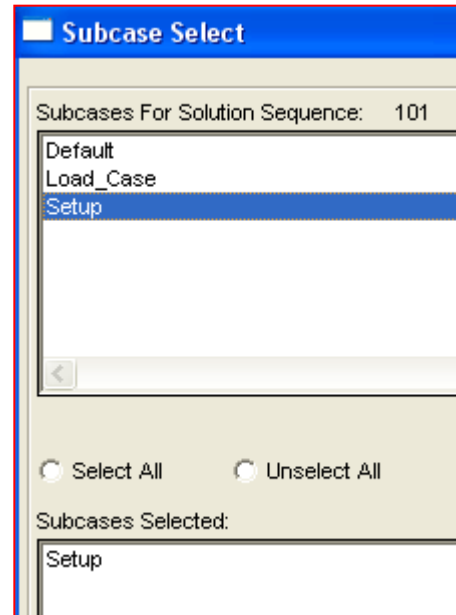 Subcase Select
Subcases For Solution Sequence: 101
Default
Load_Case
Setup
Select All Unselect All
Subcases Selected:
Setup